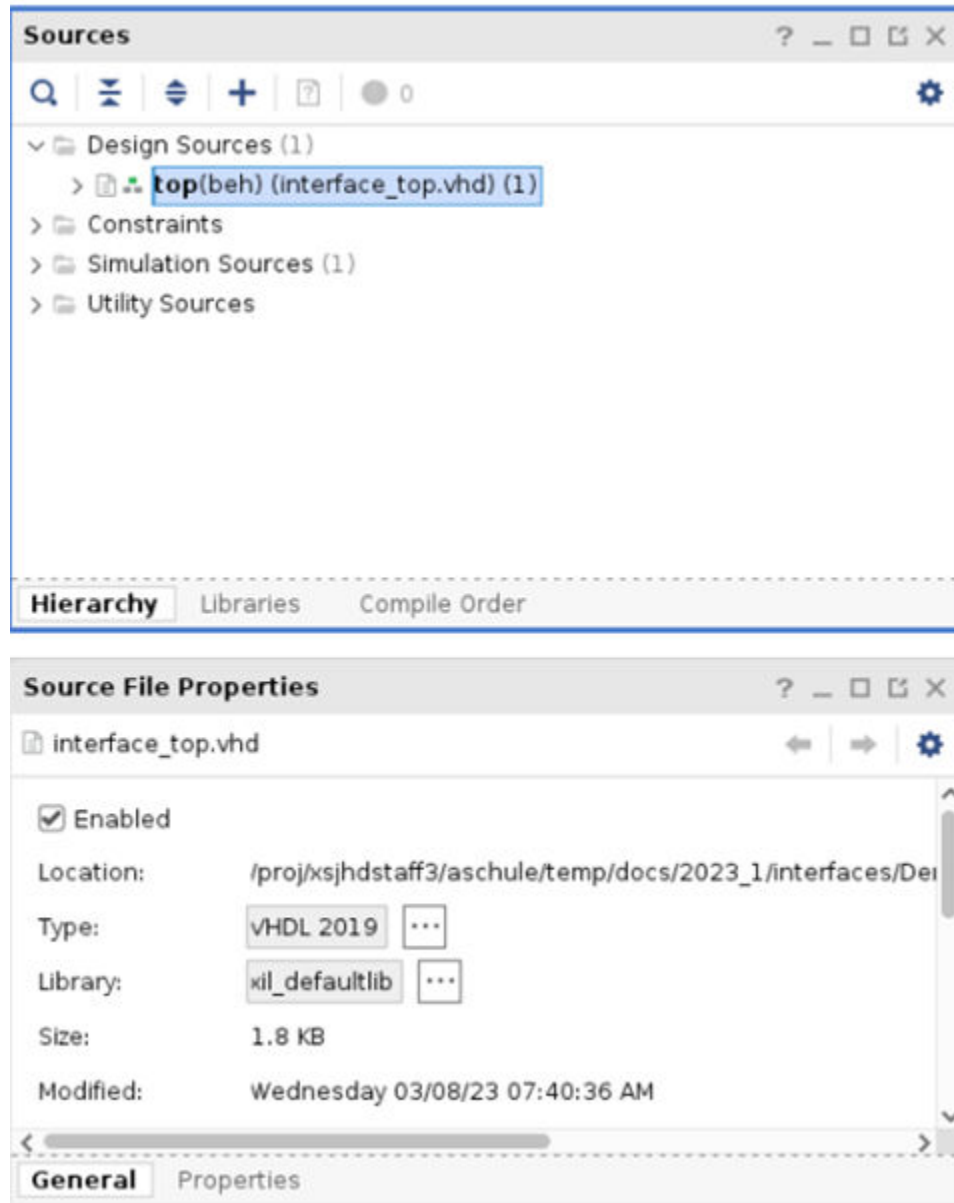 Sources
0
Design Sources (1)
top(beh) (interface_top.vhd) (1)
Constraints
Simulation Sources (1)
Utility Sources
Hierarchy Libraries Compile Order
Source File Properties
interface_top.vhd
Enabled
Location: /proj/xsjhdstaff3/aschule/temp/docs/2023_1/interfaces/Der
Type: VHDL 2019 ...
Library: xil_defaultlib ...
Size: 1.8 KB
Modified: Wednesday 03/08/23 07:40:36 AM
General Properties